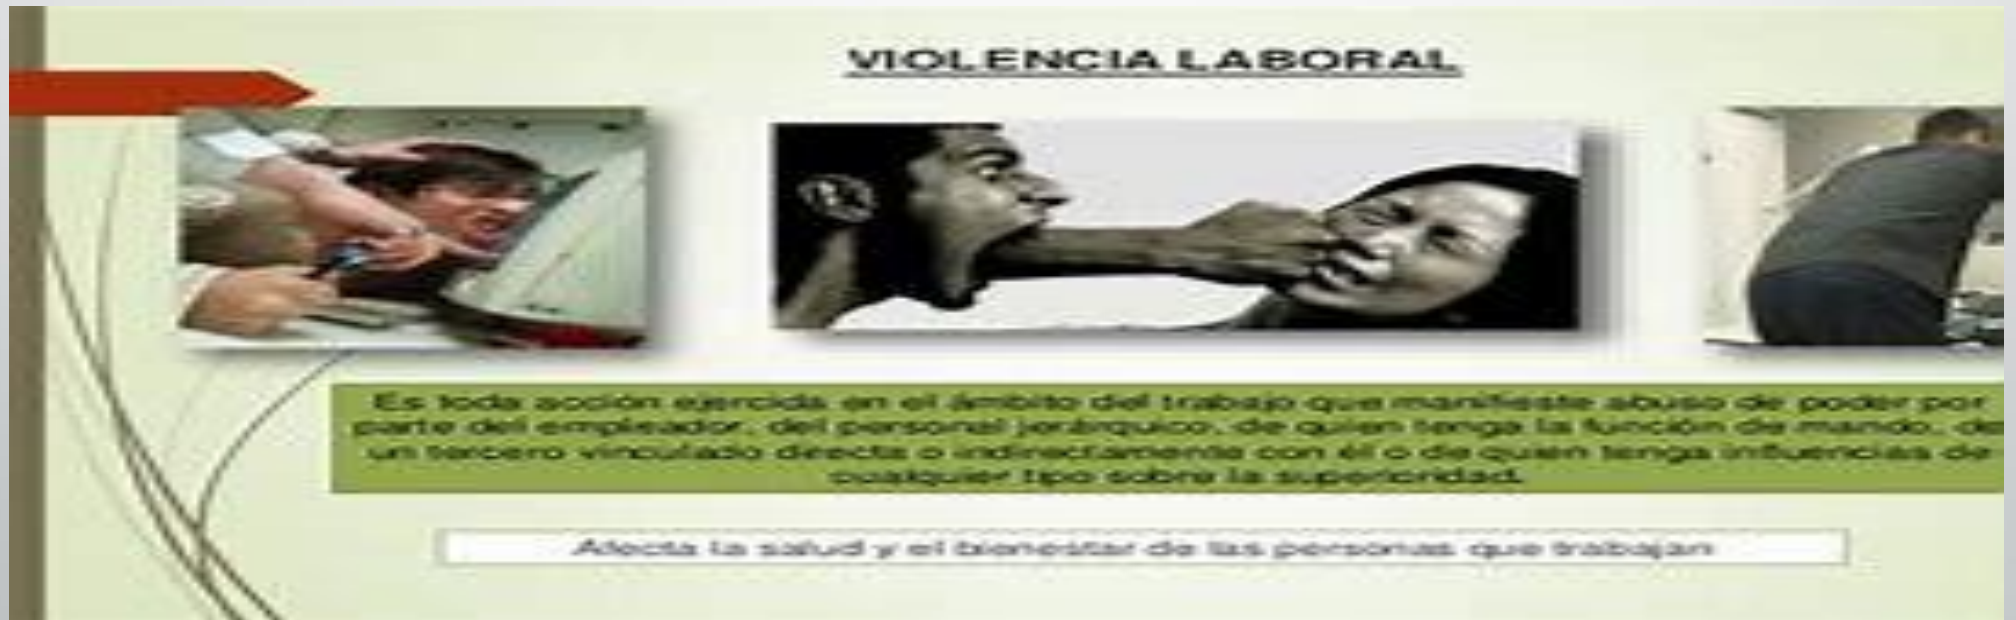 VIOLENCIA LABORAL
Es toda acción ejercida en el ámbito del trabajo que manifieste abuso de poder por
parte del empleador, del personal jerárquico, de quien tenga la función de mando, de
un tercero vinculado directa o indirectamente con él o de quien tenga influencias de
cualquier tipo sobre la superioridad.
Afecta la salud y el bienestar de las personas que trabajan